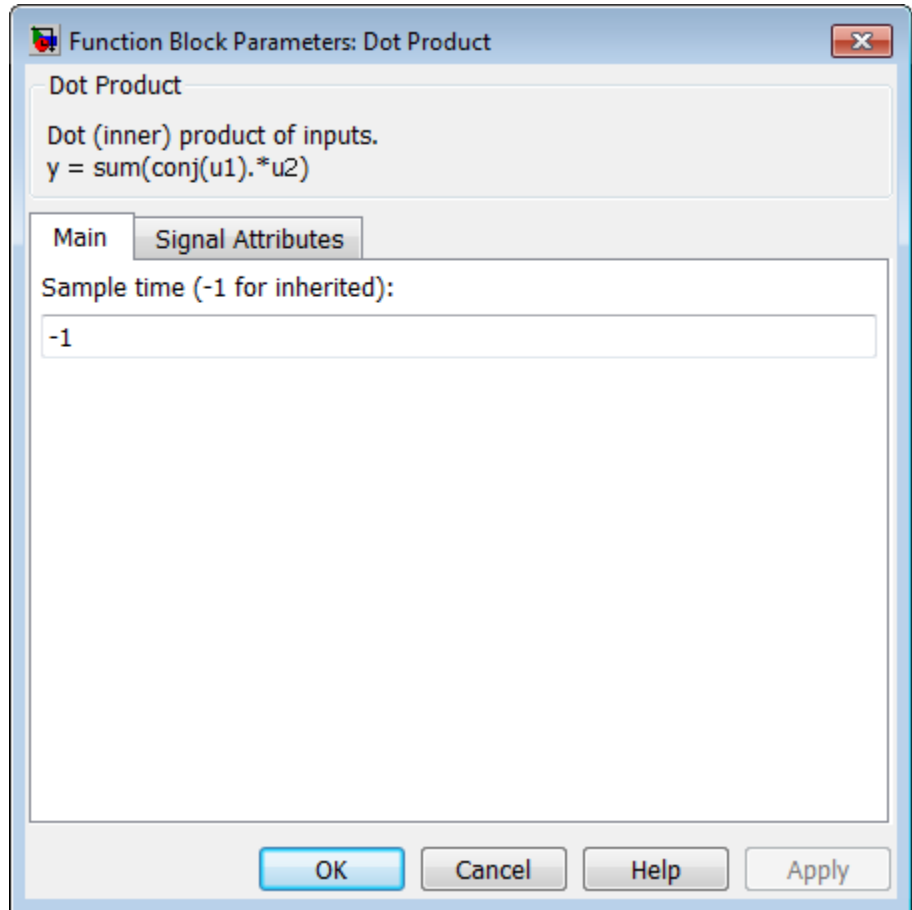 Function Block Parameters: Dot Product
Dot Product
Dot (inner) product of inputs.
y = sum(conj(u1).*u2)
Main Signal Attributes
Sample time (-1 for inherited):
-1
OK Cancel Help Apply